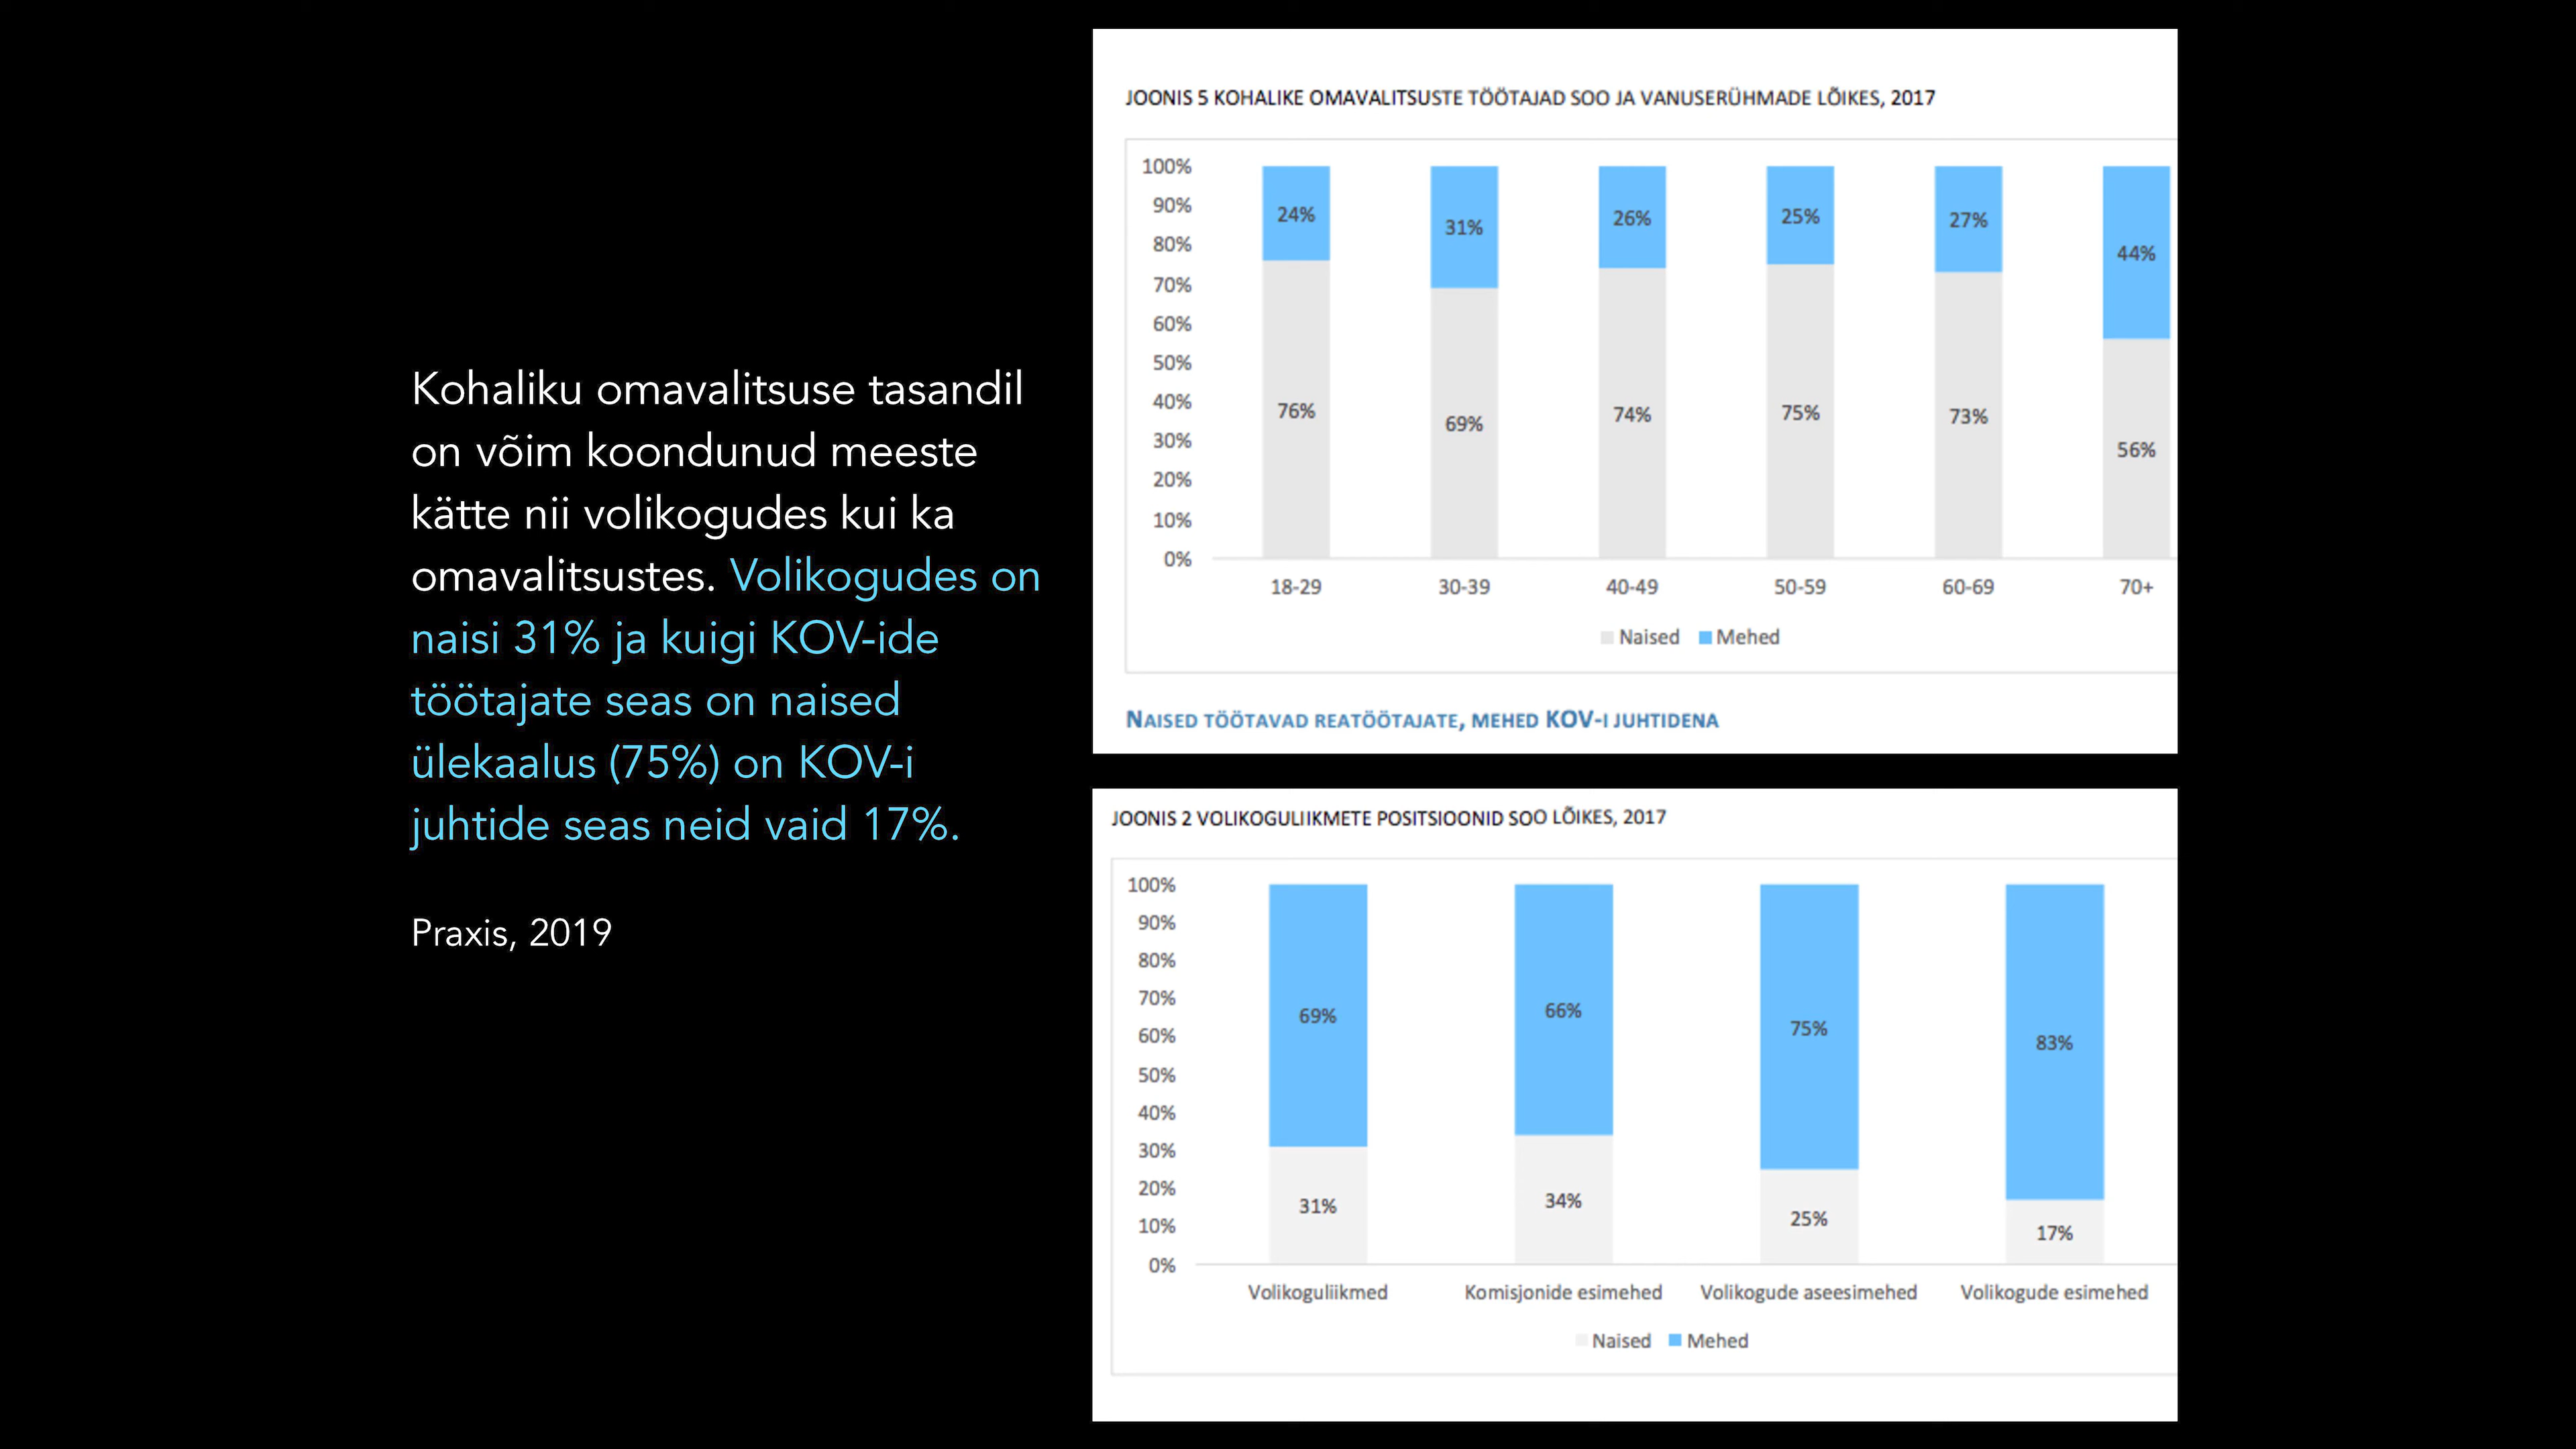 Kohaliku omavalitsuse tasandil
on võim koondunud meeste
kätte nii volikogudes kui ka
omavalitsustes. Volikogudes on
naisi 31% ja kuigi KOV-ide
töötajate seas on naised
ülekaalus (75%) on KOV-i
juhtide seas neid vaid 17%.
Praxis, 2019
JOONIS 5 KOHALIKE OMAVALITSUSTE TÖÖTAJAD SOO JA VANUSERÜHMADE LÕIKES, 2017
100%
90%
80%
70%
60%
50%
40%
30%
20%
10%
0%
24% 31% 26% 25% 27% 44%
76% 69% 74% 75% 73% 56%
18-29 30-39 40-49 50-59 60-69 70+
Naised Mehed
NAISED TÖÖTAVAD REATÖÖTAJATE, MEHED KOV-I JUHTIDENA
JOONIS 2 VOLIKOGULIIKMETE POSITSIOONID SOO LÕIKES, 2017
100%
90%
80%
70%
60%
50%
40%
30%
20%
10%
0%
69% 66% 75% 83%
31% 34% 25% 17%
Volikoguliikmed Komisjonide esimehed Volikogude aseesimehed Volikogude esimehed
Naised Mehed